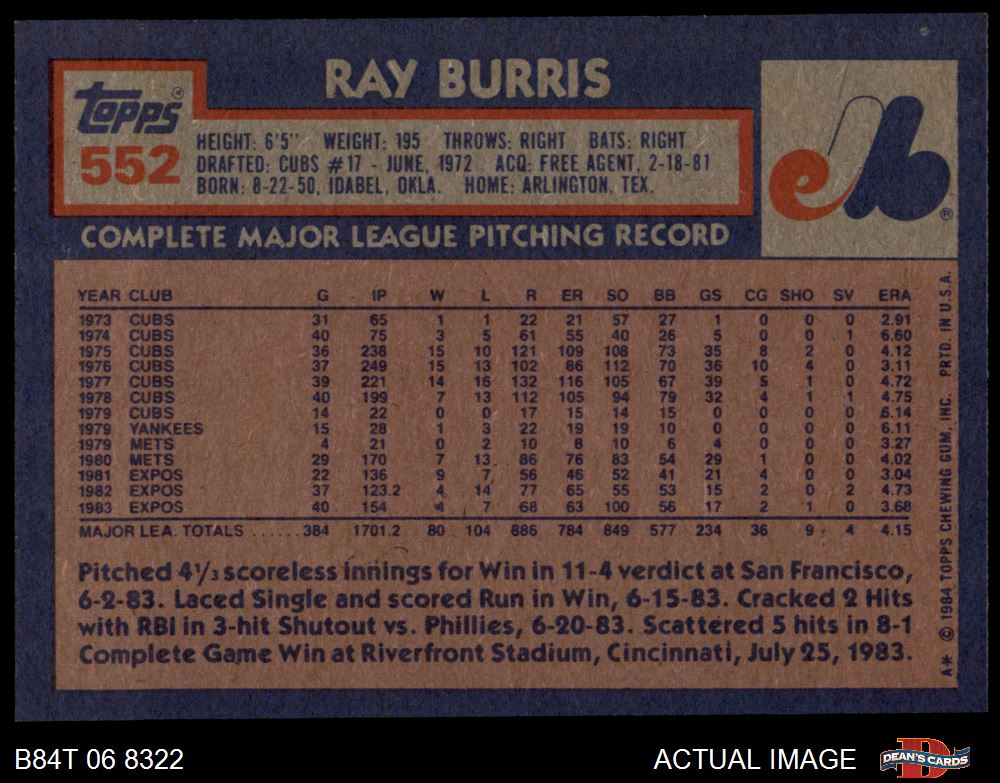 RAY BURRIS
Topps®
552
HEIGHT: 6'5" WEIGHT: 195 THROWS: RIGHT BATS: RIGHT
DRAFTED: CUBS #17 - JUNE, 1972 ACQ: FREE AGENT, 2-18-81
BORN: 8-22-50, IDABEL, OKLA. HOME: ARLINGTON, TEX.
eb®
COMPLETE MAJOR LEAGUE PITCHING RECORD
YEAR CLUB G IP W L R ER SO BB GS CG SHO SV ERA
1973 CUBS 31 65 1 1 22 21 57 27 1 0 0 0 2.91
1974 CUBS 40 75 3 5 61 55 40 26 5 0 0 1 6.60
1975 CUBS 36 238 15 10 121 109 108 73 35 8 2 0 4.12
1976 CUBS 37 249 15 13 102 86 112 70 36 10 4 0 3.11
1977 CUBS 39 221 14 16 132 116 105 67 39 5 1 0 4.72
1978 CUBS 40 199 7 13 112 105 94 79 32 4 1 1 4.75
1979 CUBS 14 22 0 0 17 15 14 15 0 0 0 0 6.14
1979 YANKEES 15 28 1 3 22 19 19 10 0 0 0 0 6.11
1979 METS 4 21 0 2 10 8 10 6 4 0 0 0 3.27
1980 METS 29 170 7 13 86 76 83 54 29 1 0 0 4.02
1981 EXPOS 22 136 9 7 56 46 52 41 21 4 0 0 3.04
1982 EXPOS 37 123.2 4 14 77 65 55 53 15 2 0 2 4.73
1983 EXPOS 40 154 4 7 68 63 100 56 17 2 1 0 3.68
MAJOR LEA. TOTALS ......384 1701.2 80 104 886 784 849 577 234 36 9 4 4.15
Pitched 4⅓ scoreless innings for Win in 11-4 verdict at San Francisco,
6-2-83. Laced Single and scored Run in Win, 6-15-83. Cracked 2 Hits
with RBI in 3-hit Shutout vs. Phillies, 6-20-83. Scattered 5 hits in 8-1
Complete Game Win at Riverfront Stadium, Cincinnati, July 25, 1983.
A* © 1984 TOPPS CHEWING GUM, INC. PRTD. IN U.S.A.
B84T 06 8322 ACTUAL IMAGE DEAN'S CARDS